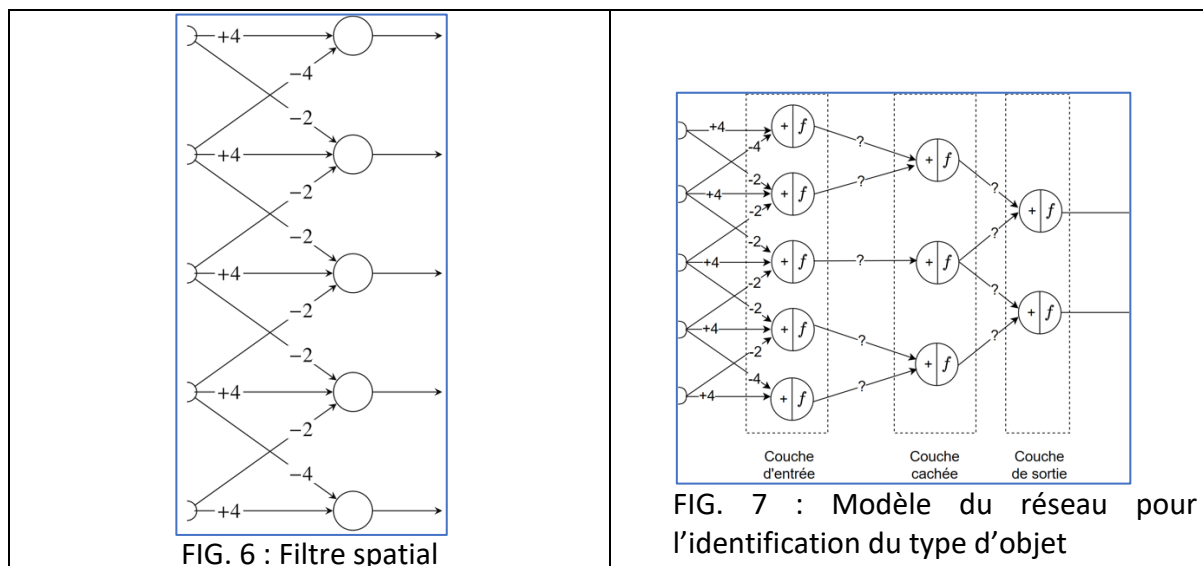 +4
-4
-2
+4
-2
-2
+4
-2
-2
+4
-2
-4
+4
FIG. 6 : Filtre spatial
+4
-4
-2
+4
-2
-2
+4
-2
-2
+4
-2
-4
+4
+ f
+ f
+ f
+ f
+ f
?
?
?
?
?
+ f
+ f
+ f
?
?
?
?
+ f
+ f
Couche d'entrée
Couche cachée
Couche de sortie
FIG. 7 : Modèle du réseau pour
l'identification du type d'objet